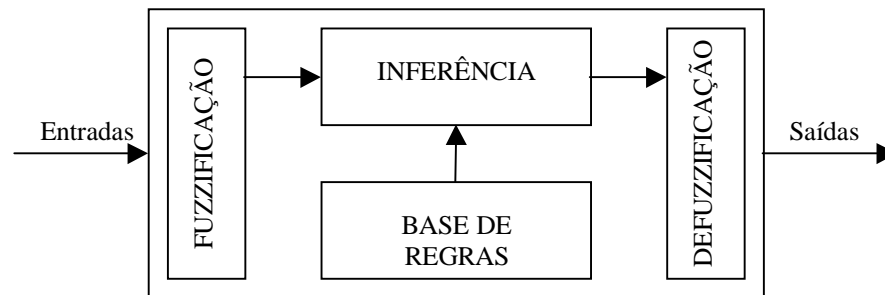 Entradas
FUZZIFICAÇÃO
INFERÊNCIA
BASE DE
REGRAS
DEFUZZIFICAÇÃO
Saídas